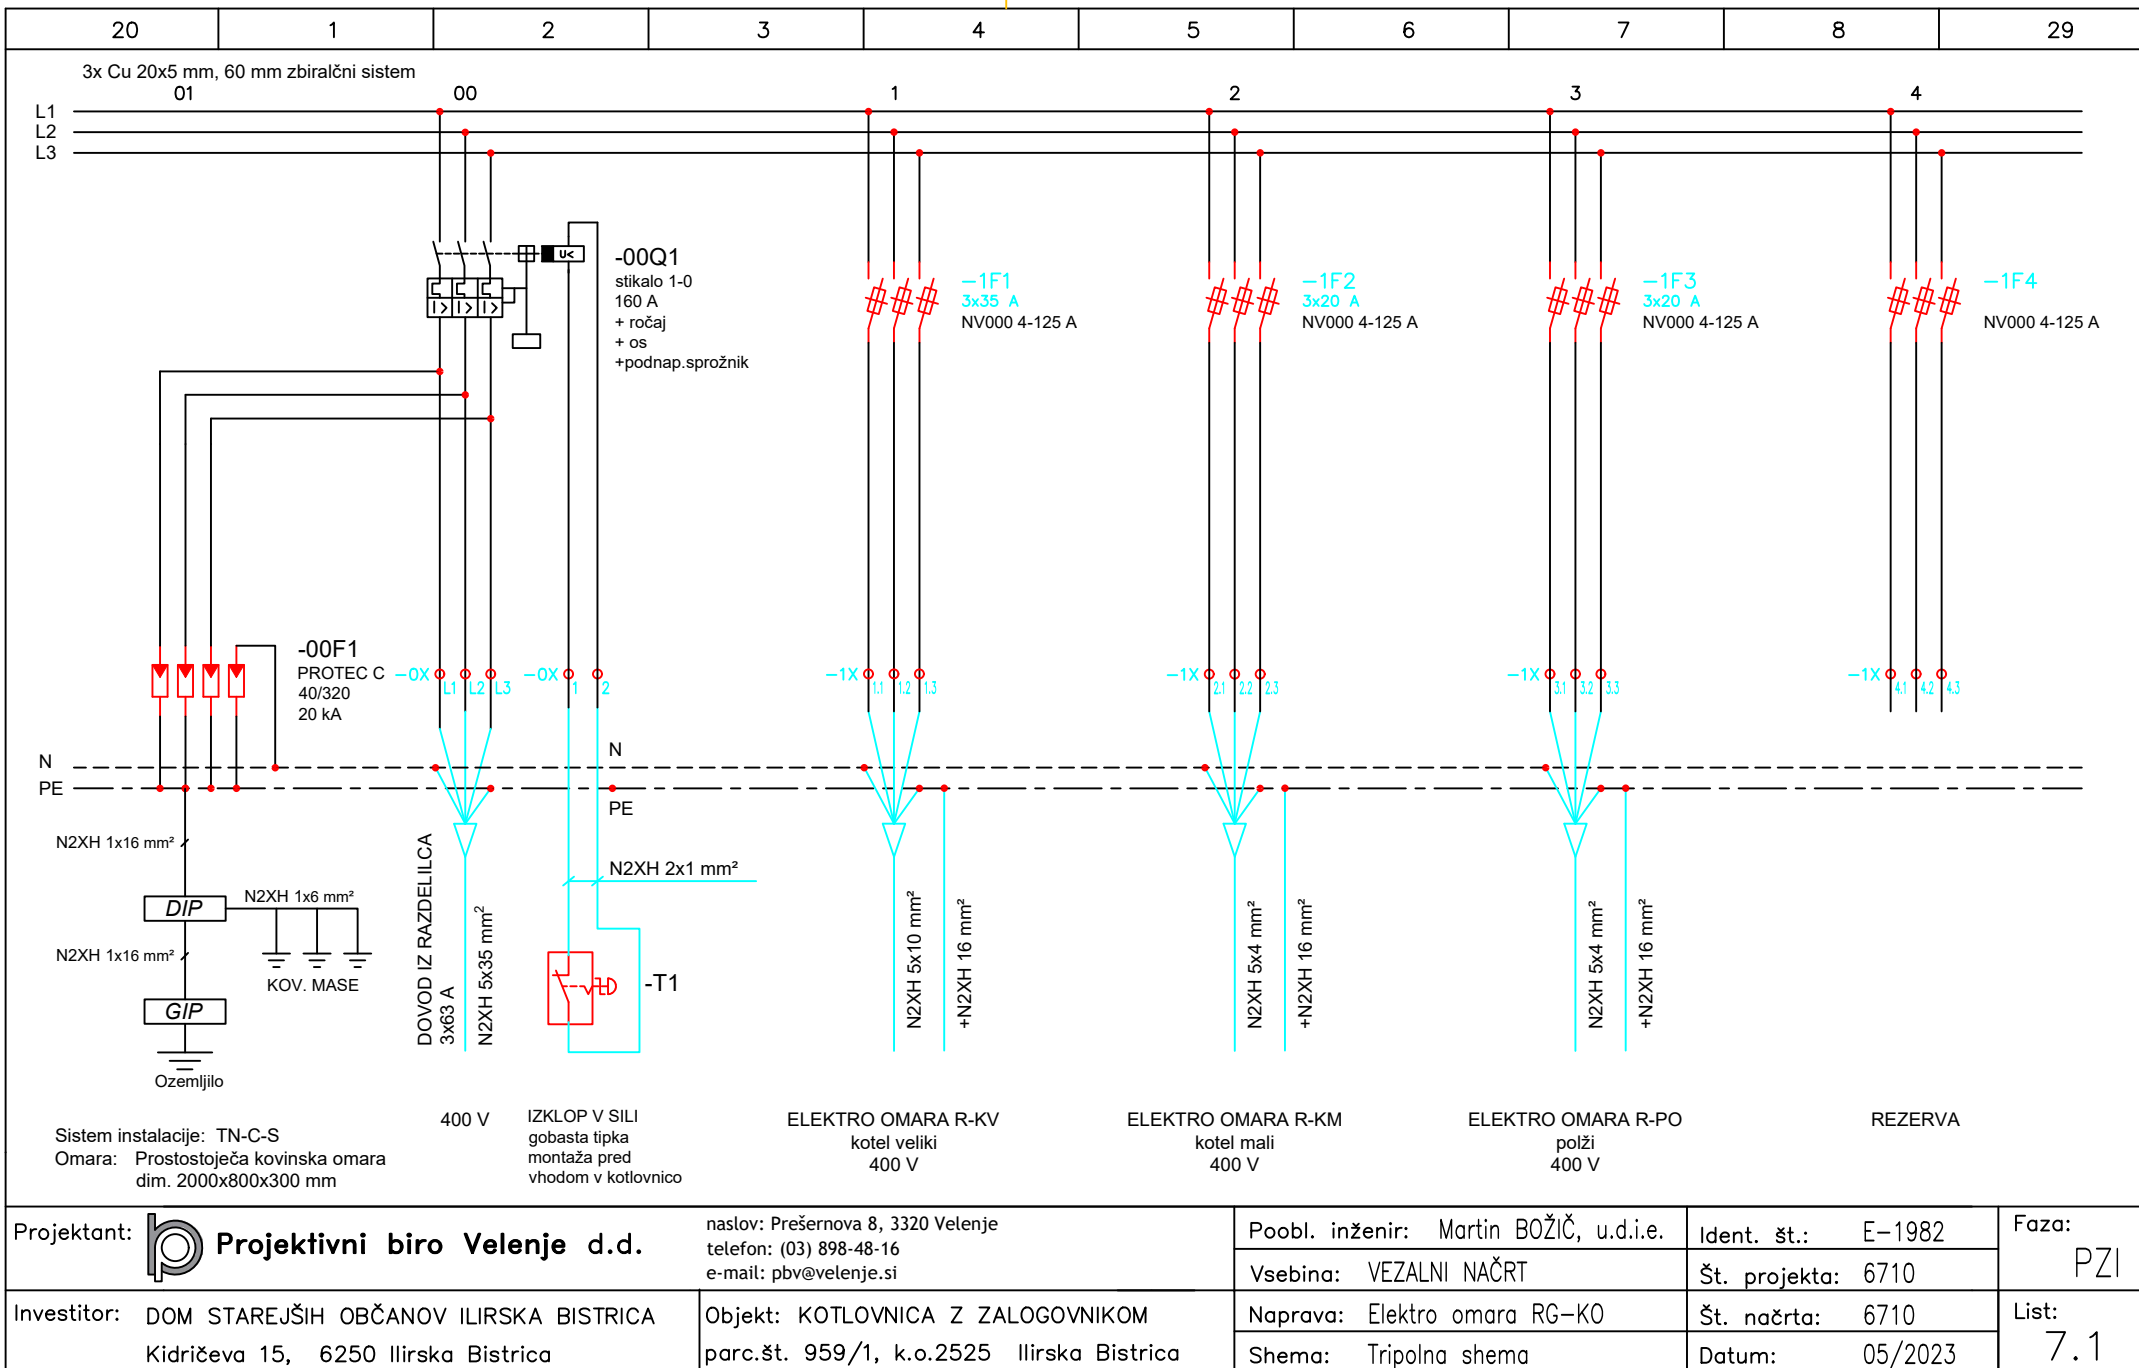 20 1 2 3 4 5 6 7 8 29
3x Cu 20x5 mm, 60 mm zbiralčni sistem
01 00 1 2 3 4
L1
L2
L3
U<
I> I> I>
-00Q1
stikalo 1-0
160 A
+ ročaj
+ os
+podnap.sprožnik
-1F1
3x35 A
NV000 4-125 A
-1F2
3x20 A
NV000 4-125 A
-1F3
3x20 A
NV000 4-125 A
-1F4
NV000 4-125 A
-00F1
PROTEC C
40/320
20 kA
-0X L1 L2 L3
-0X 1 2
-1X 1.1 1.2 1.3
-1X 2.1 2.2 2.3
-1X 3.1 3.2 3.3
-1X 4.1 4.2 4.3
N N
PE PE
N2XH 1x16 mm²
DIP
N2XH 1x6 mm²
N2XH 1x16 mm²
KOV. MASE
GIP
Ozemljilo
DOVOD IZ RAZDELILCA
3x63 A
N2XH 5x35 mm²
N2XH 2x1 mm²
-T1
N2XH 5x10 mm²
+N2XH 16 mm²
N2XH 5x4 mm²
+N2XH 16 mm²
N2XH 5x4 mm²
+N2XH 16 mm²
Sistem instalacije: TN-C-S
Omara: Prostostoječa kovinska omara
dim. 2000x800x300 mm
400 V
IZKLOP V SILI
gobasta tipka
montaža pred
vhodom v kotlovnico
ELEKTRO OMARA R-KV
kotel veliki
400 V
ELEKTRO OMARA R-KM
kotel mali
400 V
ELEKTRO OMARA R-PO
polži
400 V
REZERVA
Projektant: Projektivni biro Velenje d.d.
naslov: Prešernova 8, 3320 Velenje
telefon: (03) 898-48-16
e-mail: pbv@velenje.si
Poobl. inženir: Martin BOŽIČ, u.d.i.e.
Vsebina: VEZALNI NAČRT
Ident. št.: E-1982
Št. projekta: 6710
Faza:
PZI
Investitor: DOM STAREJŠIH OBČANOV ILIRSKA BISTRICA
Kidričeva 15, 6250 Ilirska Bistrica
Objekt: KOTLOVNICA Z ZALOGOVNIKOM
parc.št. 959/1, k.o.2525 Ilirska Bistrica
Naprava: Elektro omara RG-KO
Shema: Tripolna shema
Št. načrta: 6710
Datum: 05/2023
List:
7.1